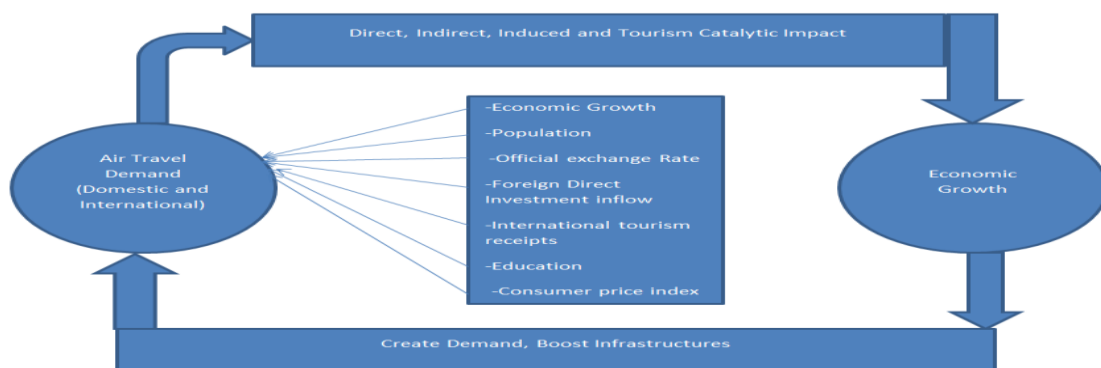 Direct, Indirect, Induced and Tourism Catalytic Impact
Air Travel
Demand
(Domestic and
International)
-Economic Growth
-Population
-Official exchange Rate
-Foreign Direct
Investment inflow
-International tourism
receipts
-Education
-Consumer price index
Economic
Growth
Create Demand, Boost Infrastructures